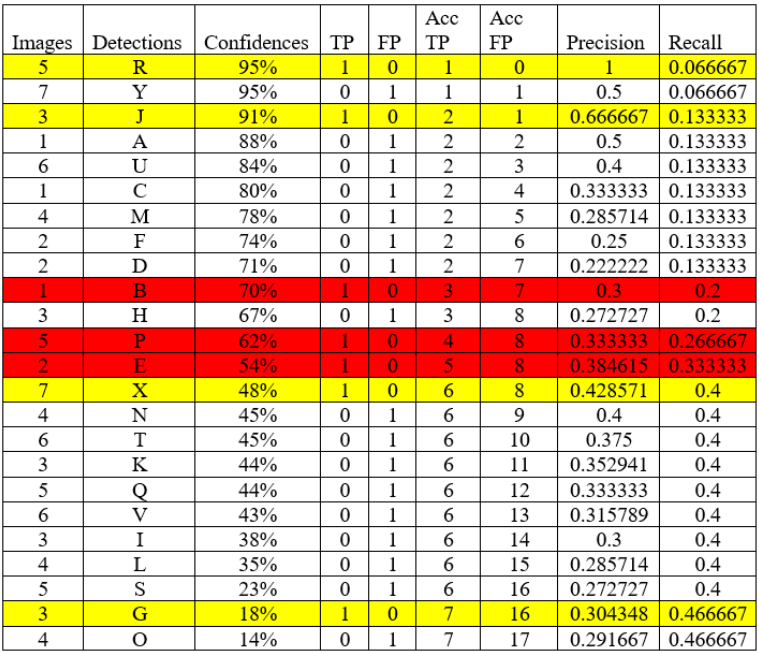 Images Detections Confidences TP FP Acc TP Acc FP Precision Recall
5 R 95% 1 0 1 0 1 0.066667
7 Y 95% 0 1 1 1 0.5 0.066667
3 J 91% 1 0 2 1 0.666667 0.133333
1 A 88% 0 1 2 2 0.5 0.133333
6 U 84% 0 1 2 3 0.4 0.133333
1 C 80% 0 1 2 4 0.333333 0.133333
4 M 78% 0 1 2 5 0.285714 0.133333
2 F 74% 0 1 2 6 0.25 0.133333
2 D 71% 0 1 2 7 0.222222 0.133333
1 B 70% 1 0 3 7 0.3 0.2
3 H 67% 0 1 3 8 0.272727 0.2
5 P 62% 1 0 4 8 0.333333 0.266667
2 E 54% 1 0 5 8 0.384615 0.333333
7 X 48% 1 0 6 8 0.428571 0.4
4 N 45% 0 1 6 9 0.4 0.4
6 T 45% 0 1 6 10 0.375 0.4
3 K 44% 0 1 6 11 0.352941 0.4
5 Q 44% 0 1 6 12 0.333333 0.4
6 V 43% 0 1 6 13 0.315789 0.4
3 I 38% 0 1 6 14 0.3 0.4
4 L 35% 0 1 6 15 0.285714 0.4
5 S 23% 0 1 6 16 0.272727 0.4
3 G 18% 1 0 7 16 0.304348 0.466667
4 O 14% 0 1 7 17 0.291667 0.466667